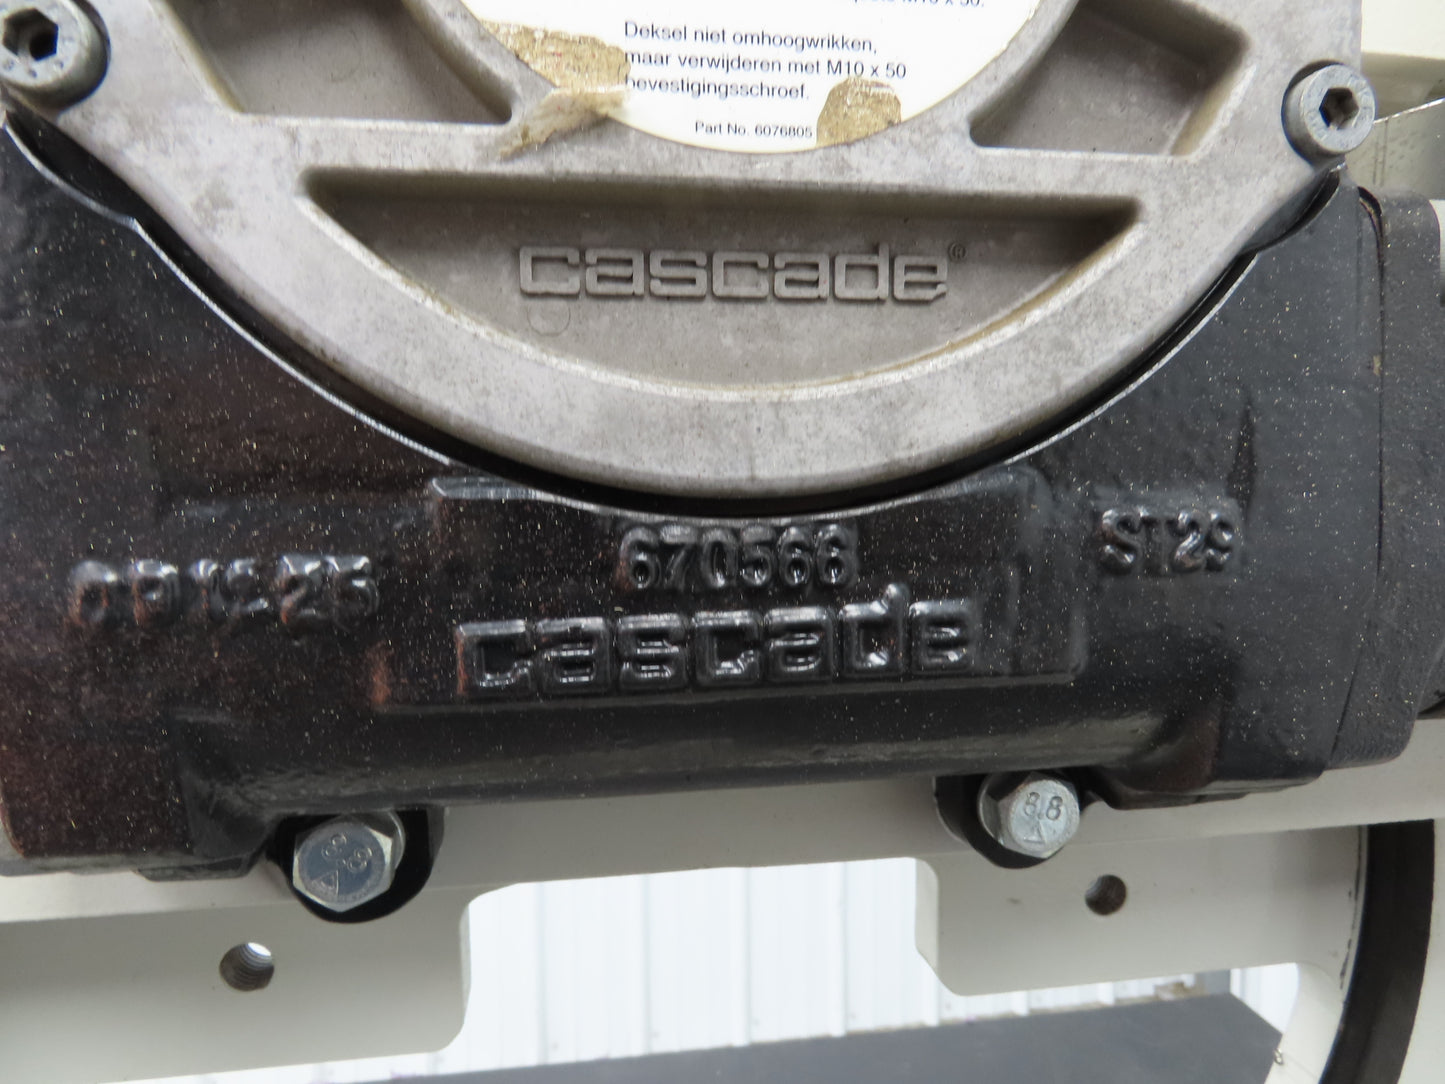 Deksel niet omhoogwrikken,
maar verwijderen met M10 x 50
bevestigingsschroef.
Part No. 6076805
cascade®
670566
ST29
cascade
8.8
8.8